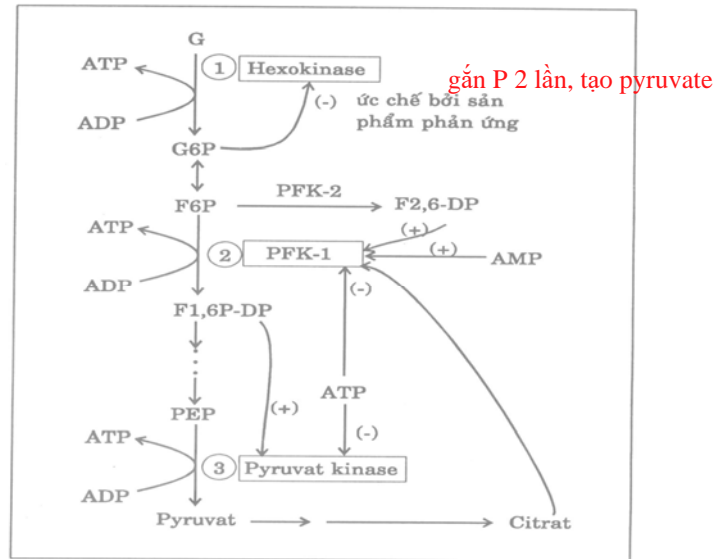 G
ATP
1 Hexokinase
gắn P 2 lần, tạo pyruvate
(-) ức chế bởi sản
phẩm phản ứng
ADP
G6P
F6P
PFK-2
F2,6-DP
ATP
(+)
(+)
2 PFK-1
AMP
ADP
(-)
F1,6P-DP
ATP
PEP
(+)
(-)
ATP
3 Pyruvat kinase
ADP
Pyruvat
Citrat